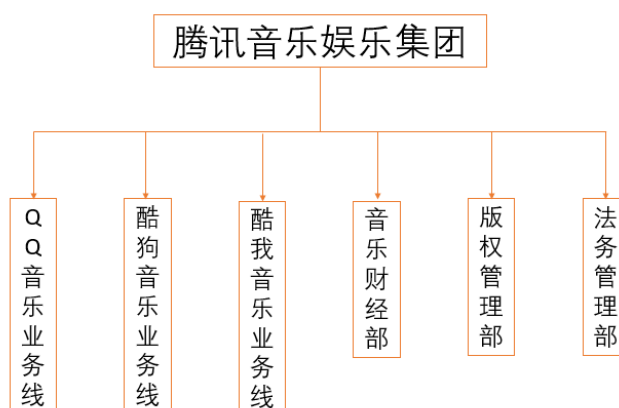 腾讯音乐娱乐集团
QQ音乐业务线
酷狗音乐业务线
酷我音乐业务线
音乐财经部
版权管理部
法务管理部